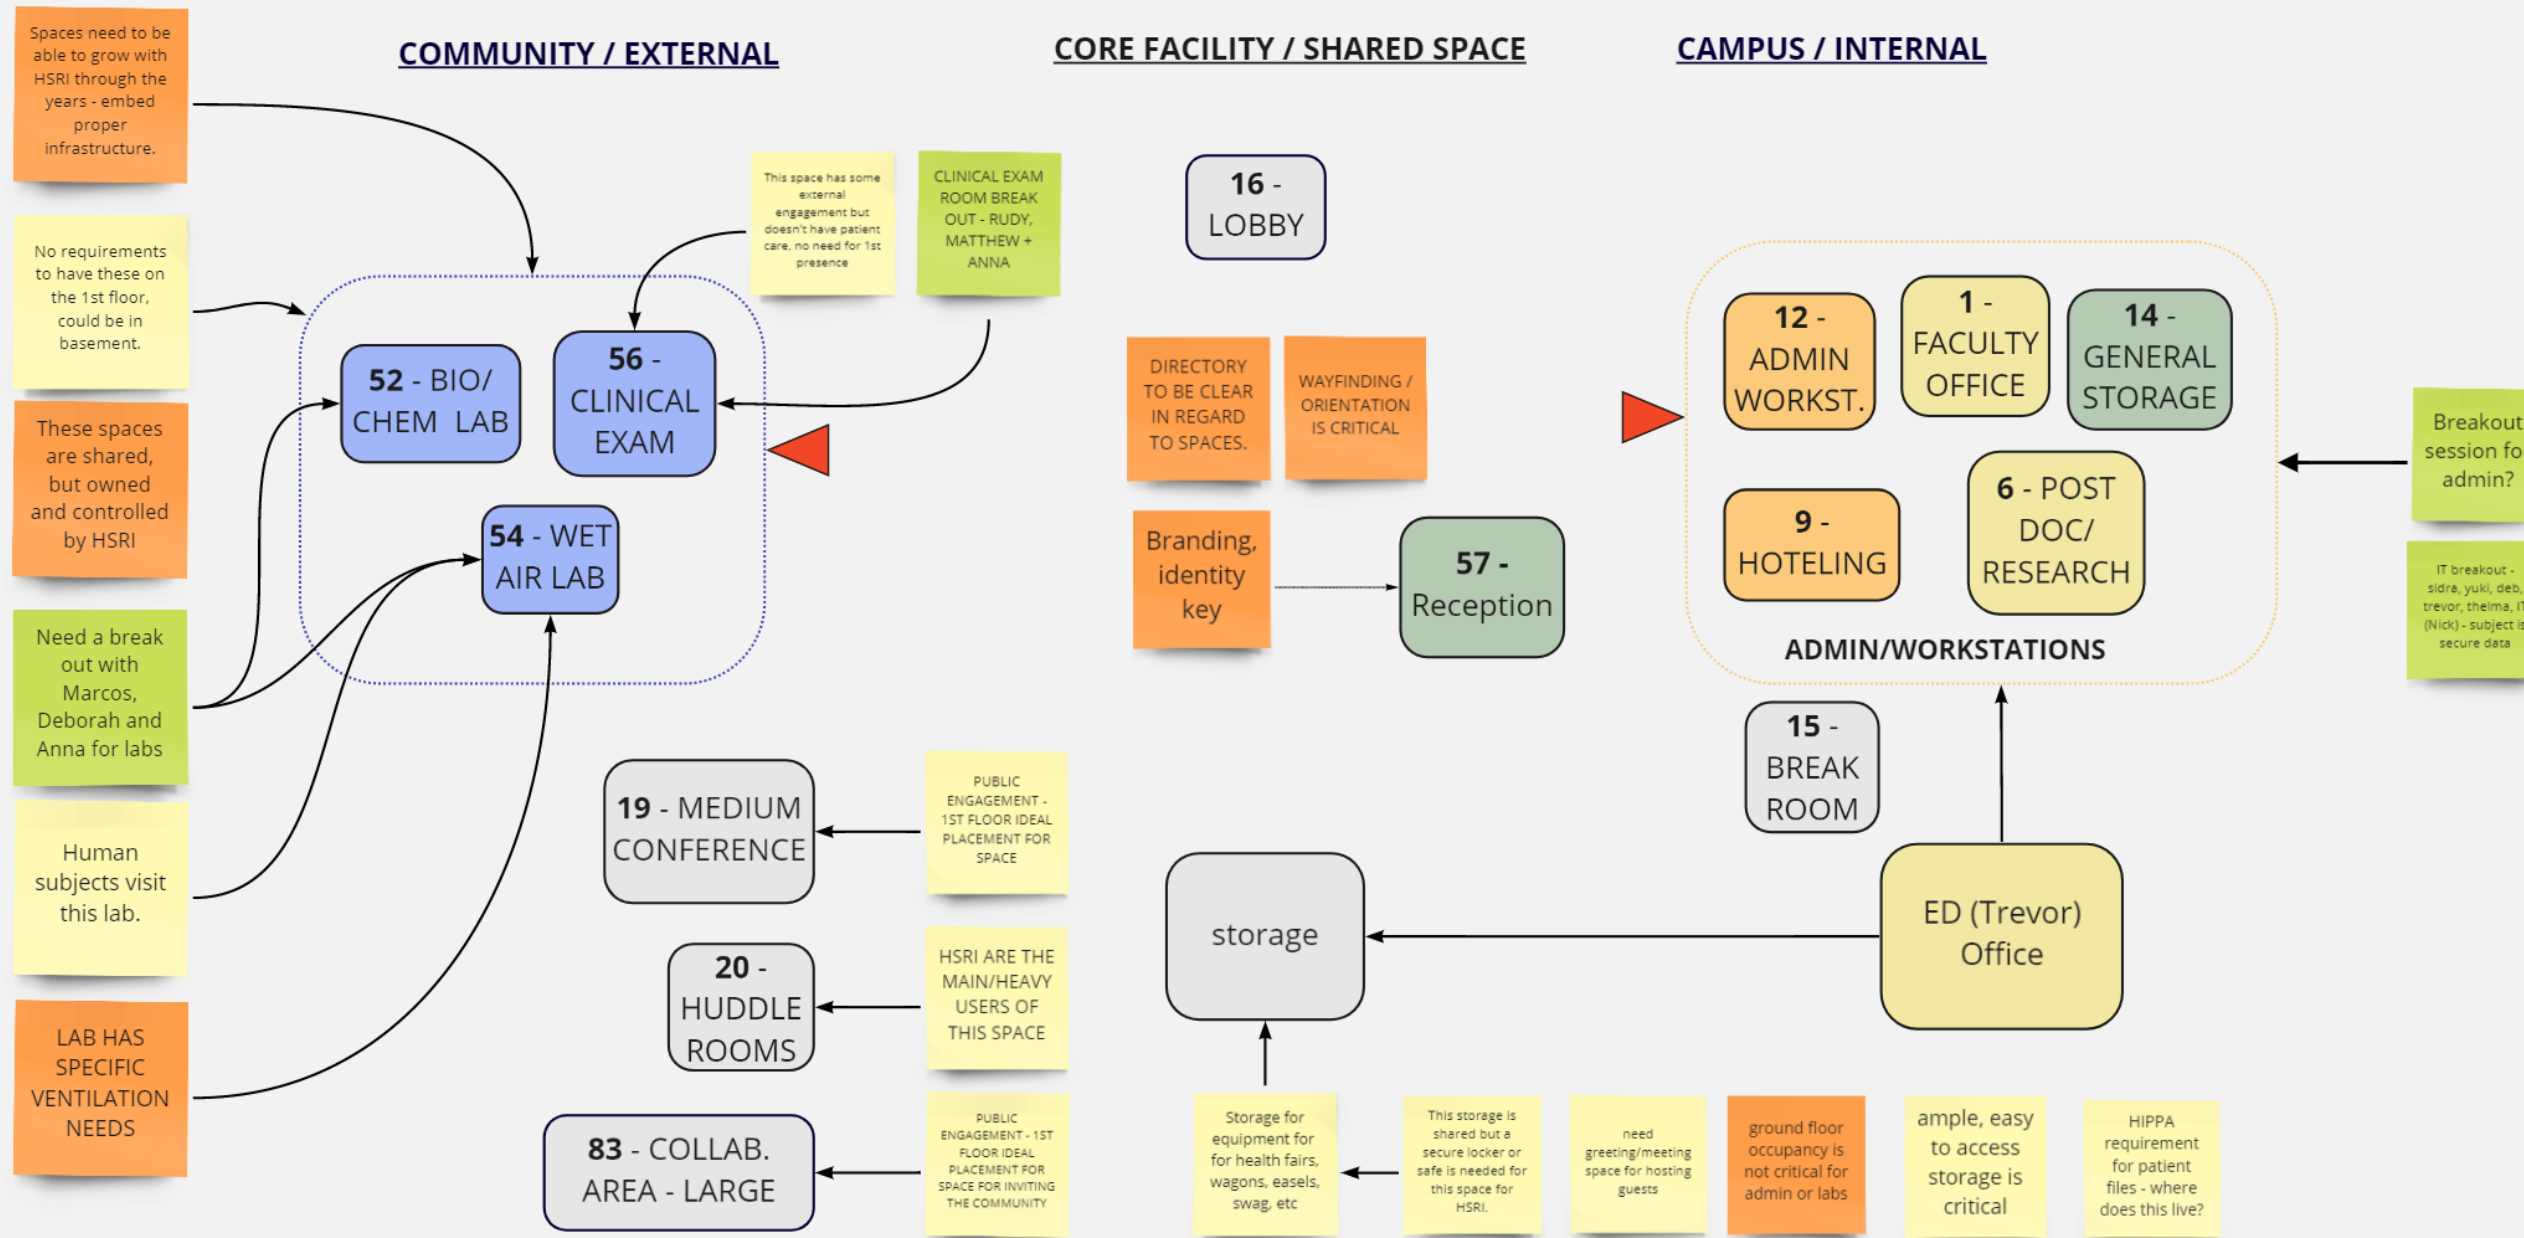 COMMUNITY / EXTERNAL
CORE FACILITY / SHARED SPACE
CAMPUS / INTERNAL
Spaces need to be
able to grow with
HSRI through the
years - embed
proper
infrastructure.
No requirements
to have these on
the 1st floor,
could be in
basement.
These spaces
are shared,
but owned
and controlled
by HSRI
Need a break
out with
Marcos,
Deborah and
Anna for labs
Human
subjects visit
this lab.
LAB HAS
SPECIFIC
VENTILATION
NEEDS
This space has some
external
engagement but
doesn't have patient
care, no need for 1st
presence
CLINICAL EXAM
ROOM BREAK
OUT - RUDY,
MATTHEW +
ANNA
52 - BIO/
CHEM LAB
56 -
CLINICAL
EXAM
54 - WET
AIR LAB
19 - MEDIUM
CONFERENCE
PUBLIC
ENGAGEMENT -
1ST FLOOR IDEAL
PLACEMENT FOR
SPACE
20 -
HUDDLE
ROOMS
HSRI ARE THE
MAIN/HEAVY
USERS OF
THIS SPACE
83 - COLLAB.
AREA - LARGE
PUBLIC
ENGAGEMENT - 1ST
FLOOR IDEAL
PLACEMENT FOR
SPACE FOR INVITING
THE COMMUNITY
16 -
LOBBY
DIRECTORY
TO BE CLEAR
IN REGARD
TO SPACES.
WAYFINDING /
ORIENTATION
IS CRITICAL
Branding,
identity
key
57 -
Reception
12 -
ADMIN
WORKST.
1 -
FACULTY
OFFICE
14 -
GENERAL
STORAGE
9 -
HOTELING
6 - POST
DOC/
RESEARCH
ADMIN/WORKSTATIONS
Breakout
session fo
admin?
IT breakout -
sidra, yuki, deb,
trevor, thelma, IT
(Nick) - subject is
secure data
15 -
BREAK
ROOM
storage
ED (Trevor)
Office
Storage for
equipment for
for health fairs,
wagons, easels,
swag, etc
This storage is
shared but a
secure locker or
safe is needed for
this space for
HSRI.
need
greeting/meeting
space for hosting
guests
ground floor
occupancy is
not critical for
admin or labs
ample, easy
to access
storage is
critical
HIPPA
requirement
for patient
files - where
does this live?